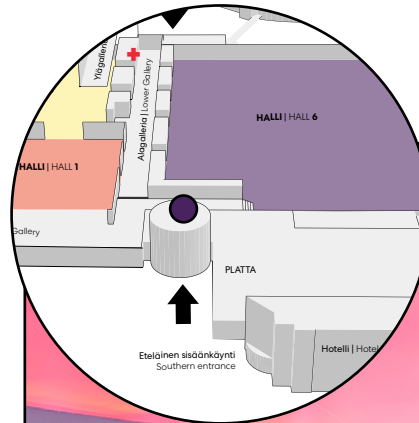 Ylägalleria
Alagalleria | Lower Gallery
HALLI | HALL 6
HALLI | HALL 1
Gallery
PLATTA
Eteläinen sisäänkäynti
Southern entrance
Hotelli | Hotel